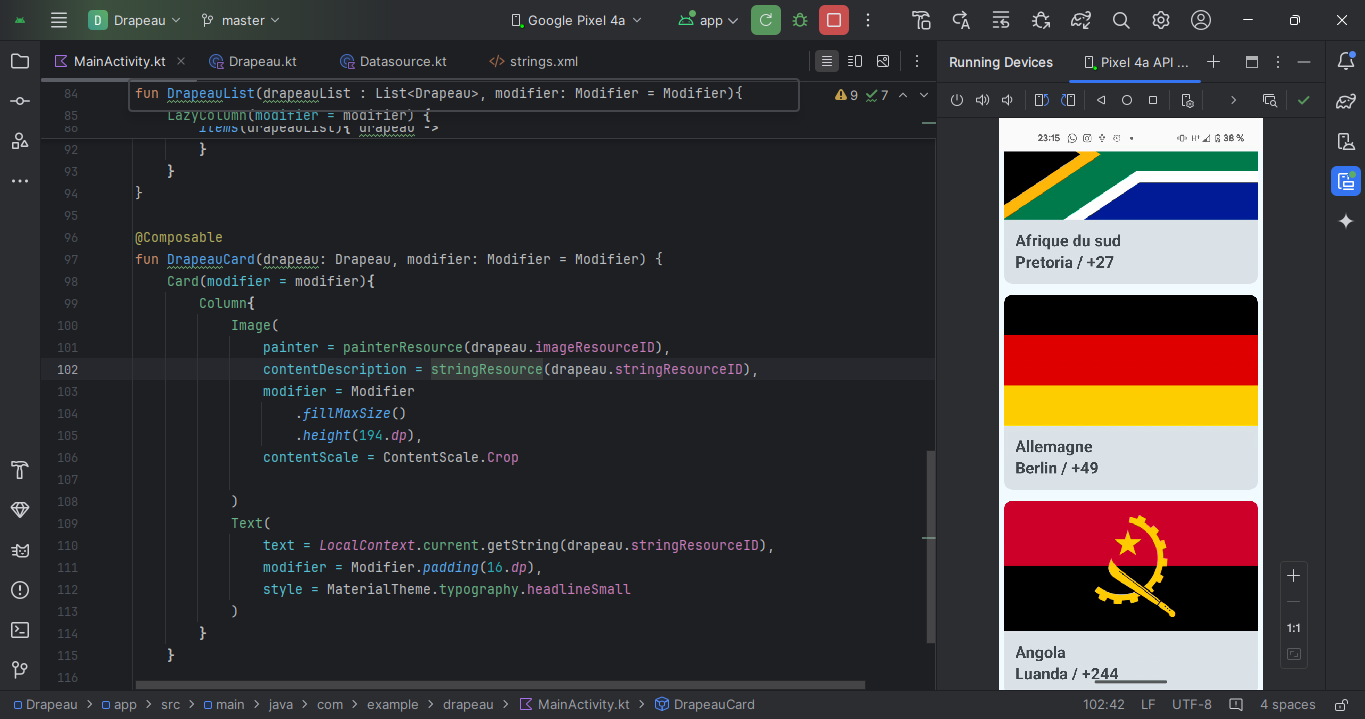 D Drapeau master Google Pixel 4a app
MainActivity.kt Drapeau.kt Datasource.kt strings.xml
Running Devices Pixel 4a API ...
84 fun DrapeauList(drapeauList : List<Drapeau>, modifier: Modifier = Modifier){
9 7
85 LazyColumn(modifier = modifier) {
86 items(drapeauList){ drapeau ->
92 }
93 }
94 }
95
96 @Composable
97 fun DrapeauCard(drapeau: Drapeau, modifier: Modifier = Modifier) {
98 Card(modifier = modifier){
99 Column{
100 Image(
101 painter = painterResource(drapeau.imageResourceID),
102 contentDescription = stringResource(drapeau.stringResourceID),
103 modifier = Modifier
104 .fillMaxSize()
105 .height(194.dp),
106 contentScale = ContentScale.Crop
107
108 )
109 Text(
110 text = LocalContext.current.getString(drapeau.stringResourceID),
111 modifier = Modifier.padding(16.dp),
112 style = MaterialTheme.typography.headlineSmall
113 )
114 }
115 }
116
23:15 38 %
Afrique du sud
Pretoria / +27
Allemagne
Berlin / +49
Angola
Luanda / +244
1:1
Drapeau > app > src > main > java > com > example > drapeau > MainActivity.kt > DrapeauCard
102:42 LF UTF-8 4 spaces